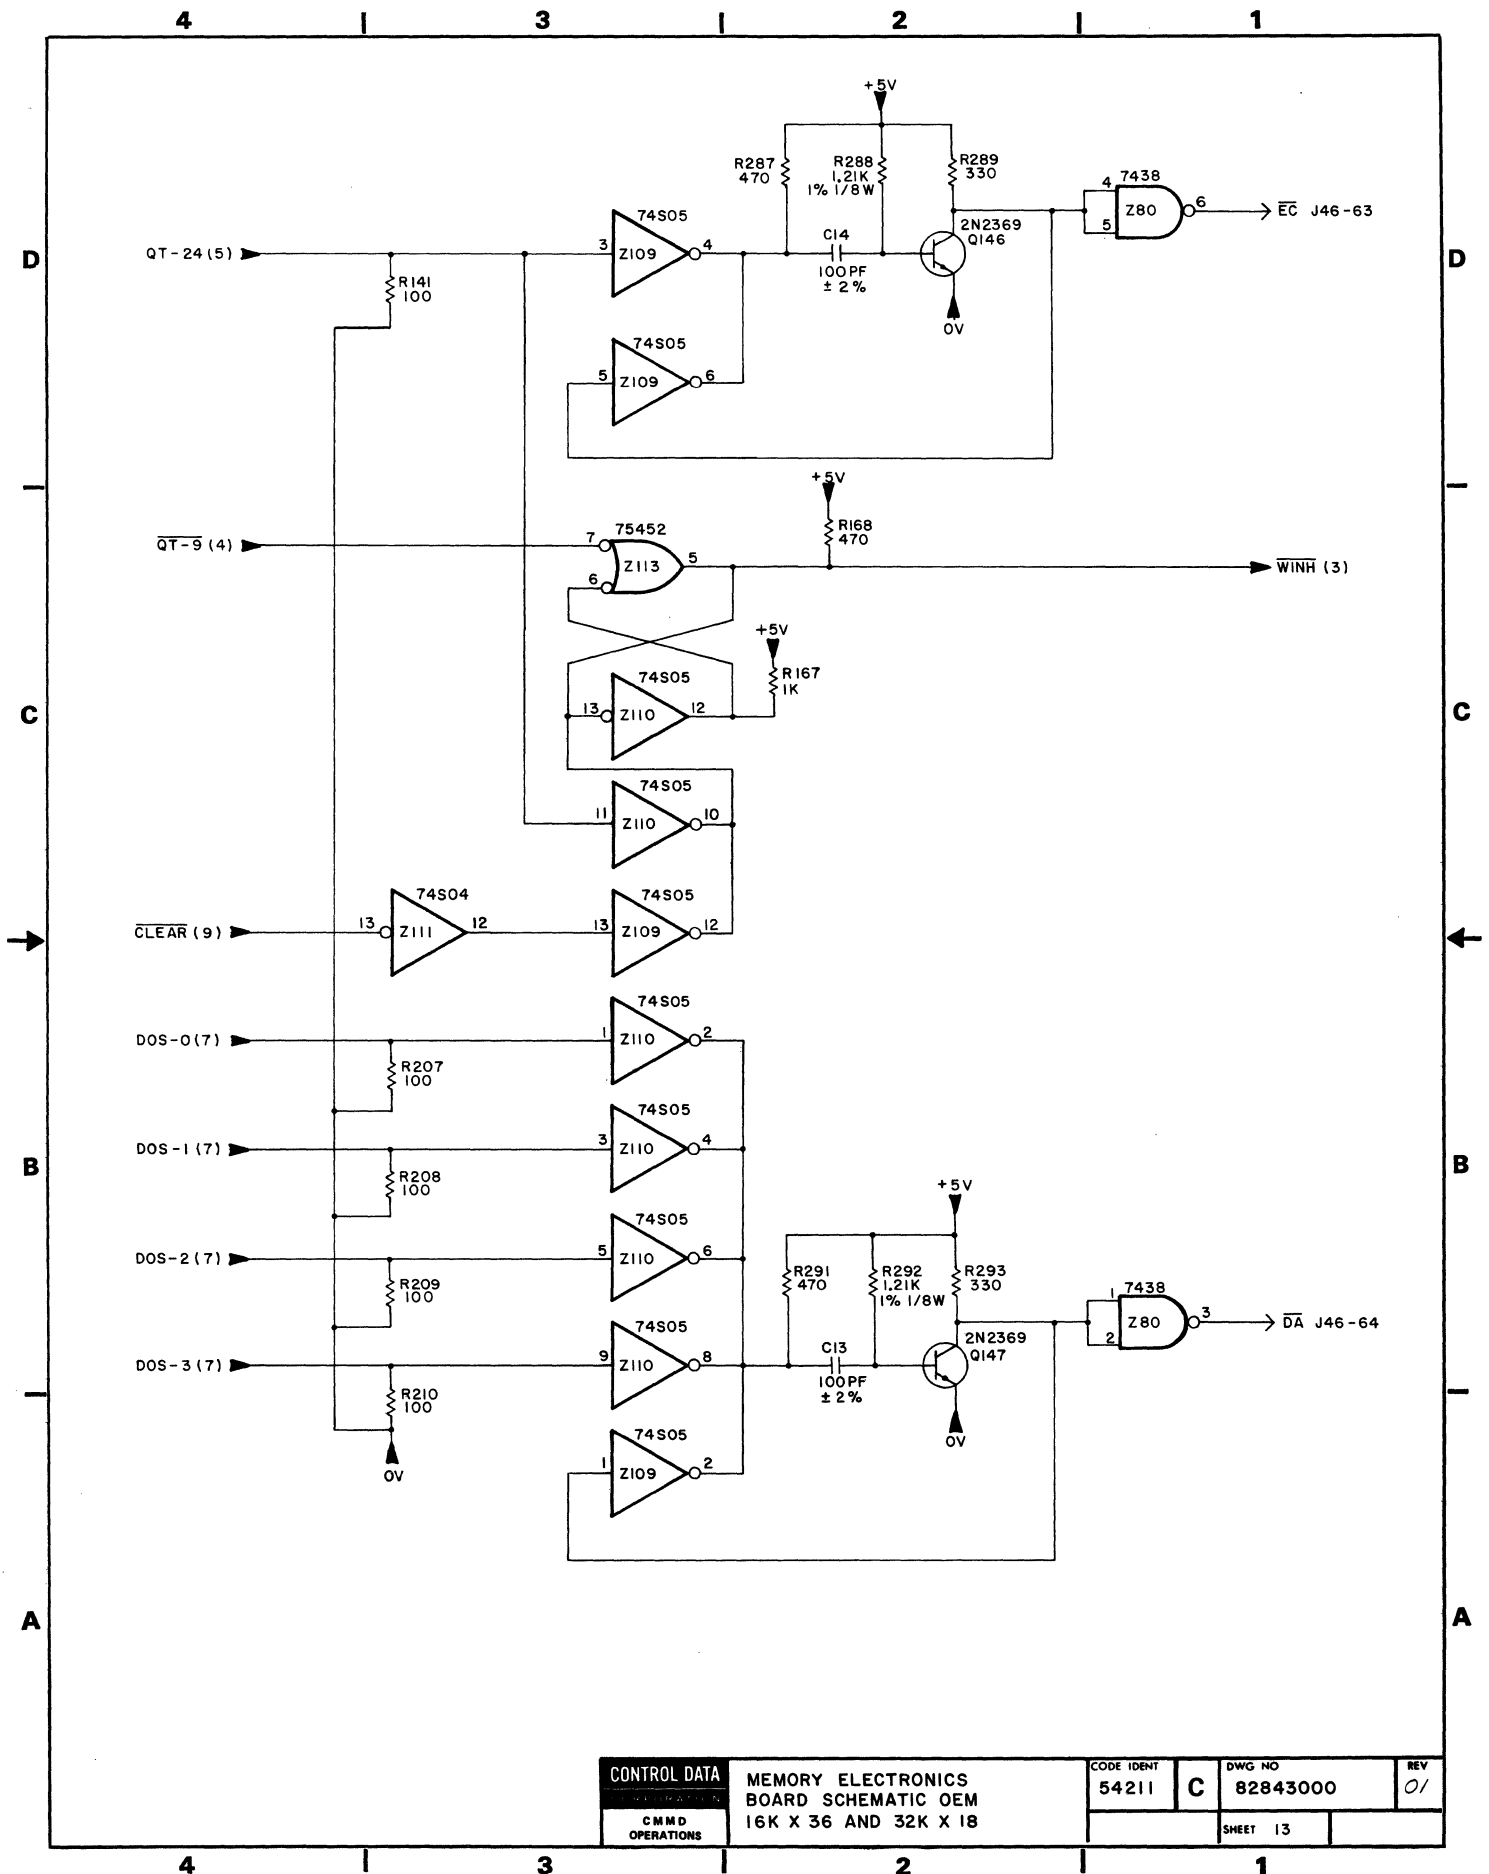 4 3 2 1
+5V
R287
470
R288
1.21K
1% 1/8W
R289
330
7438
4
Z80
6
5
EC J46-63
74S05
2N2369
Q146
C14
100PF
± 2%
D
QT-24(5)
3
Z109
4
D
R141
100
0V
74S05
5
Z109
6
+5V
R168
470
QT-9(4)
75452
7
Z113
5
6
WINH (3)
+5V
R167
1K
74S05
C
13
Z110
12
C
74S05
11
Z110
10
74S04
74S05
CLEAR (9)
13
Z111
12
13
Z109
12
74S05
DOS-0(7)
1
Z110
2
R207
100
74S05
DOS-1(7)
3
Z110
4
B
B
R208
100
+5V
74S05
DOS-2(7)
5
Z110
6
R209
100
R291
470
R292
1.21K
1% 1/8W
R293
330
7438
1
Z80
3
2
DA J46-64
74S05
2N2369
Q147
C13
100PF
± 2%
DOS-3(7)
9
Z110
8
R210
100
0V
0V
74S05
1
Z109
2
A
A
CONTROL DATA
CORPORATION
CMMD
OPERATIONS
MEMORY ELECTRONICS
BOARD SCHEMATIC OEM
16K X 36 AND 32K X 18
CODE IDENT
54211
C
DWG NO
82843000
REV
01
SHEET 13
4 3 2 1